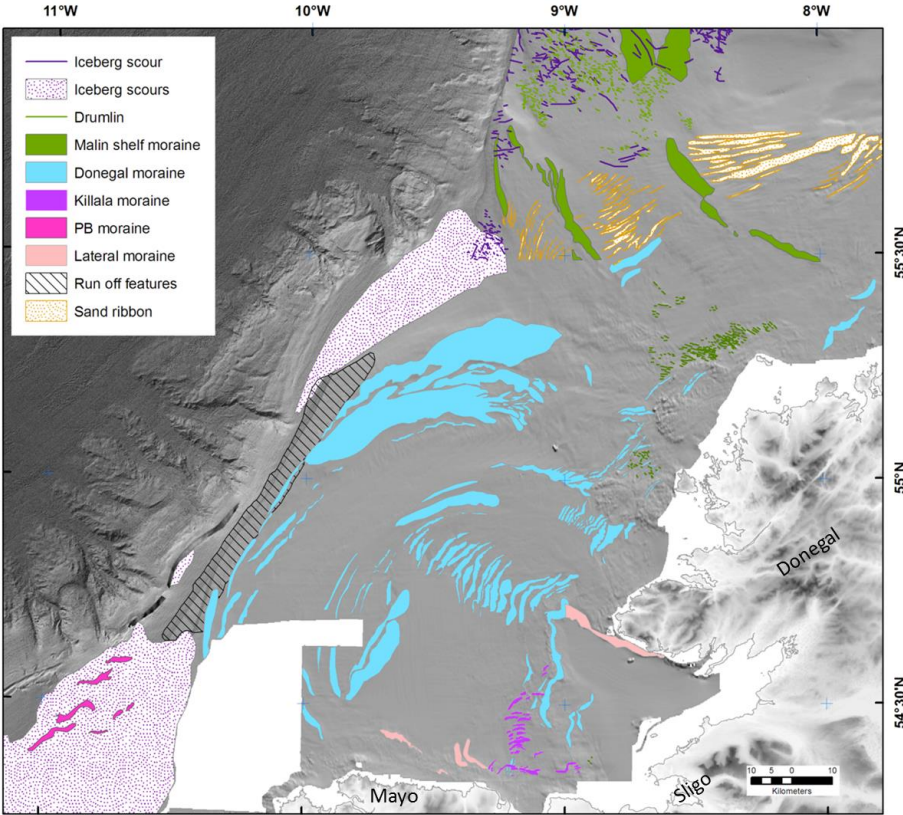 11°W 10°W 9°W 8°W
Iceberg scour
Iceberg scours
Drumlin
Malin shelf moraine
Donegal moraine
Killala moraine
PB moraine
Lateral moraine
Run off features
Sand ribbon
55°30'N
55°N
54°30'N
Donegal
Sligo
Mayo
10 5 0 10
Kilometers